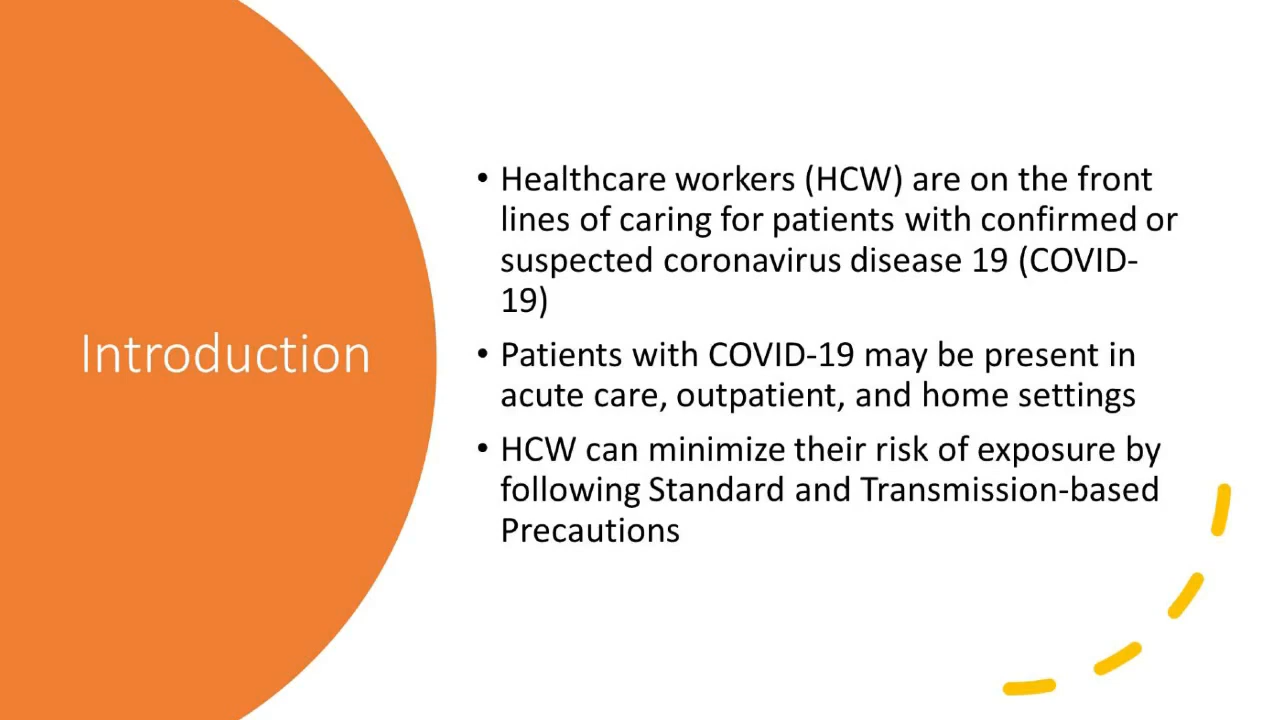 Introduction
• Healthcare workers (HCW) are on the front
lines of caring for patients with confirmed or
suspected coronavirus disease 19 (COVID-
19)
• Patients with COVID-19 may be present in
acute care, outpatient, and home settings
• HCW can minimize their risk of exposure by
following Standard and Transmission-based
Precautions